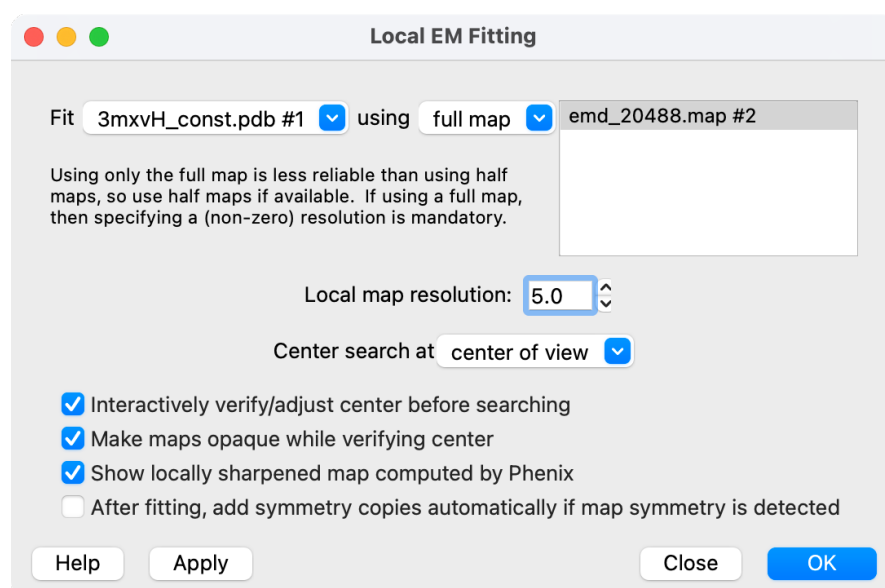 Local EM Fitting
Fit 3mxvH_const.pdb #1 using full map emd_20488.map #2
Using only the full map is less reliable than using half
maps, so use half maps if available. If using a full map,
then specifying a (non-zero) resolution is mandatory.
Local map resolution: 5.0
Center search at center of view
Interactively verify/adjust center before searching
Make maps opaque while verifying center
Show locally sharpened map computed by Phenix
After fitting, add symmetry copies automatically if map symmetry is detected
Help Apply Close OK